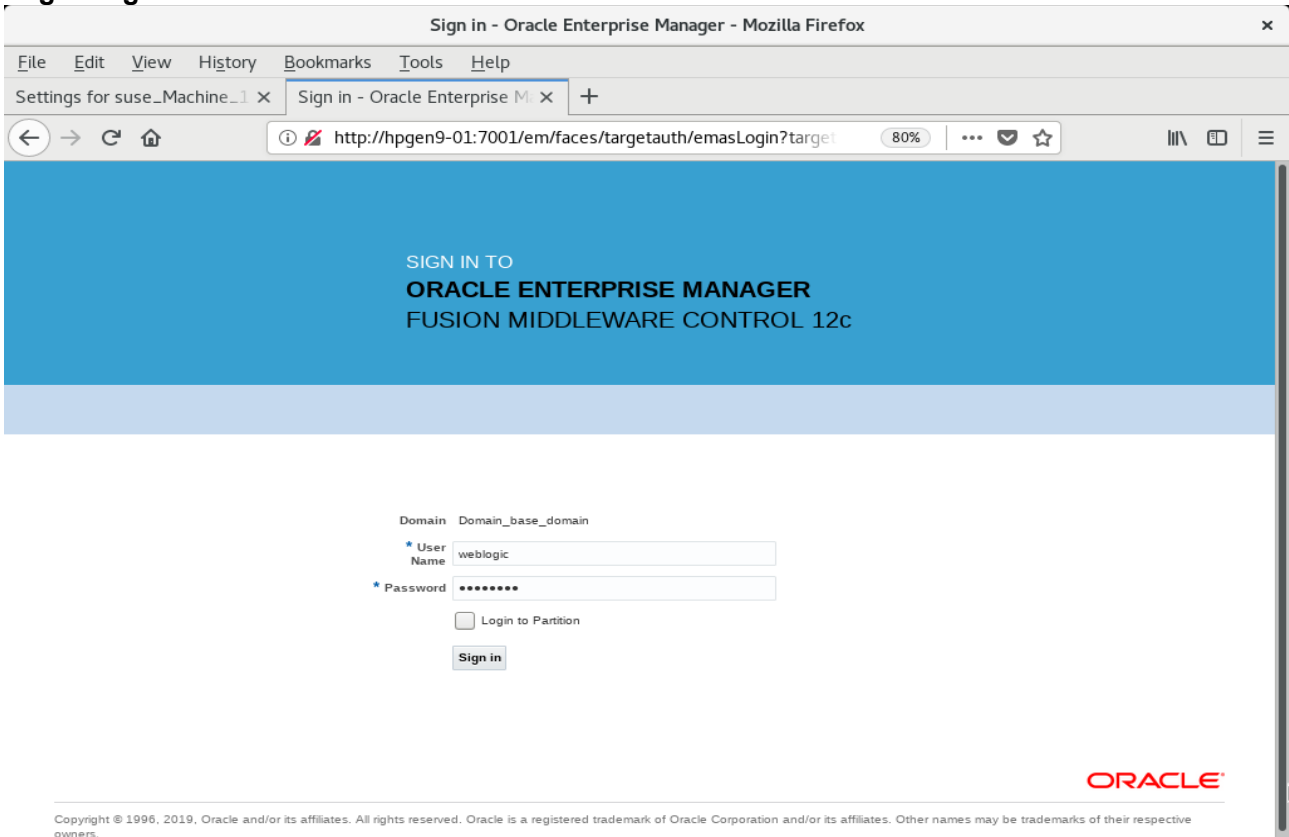 Sign in - Oracle Enterprise Manager - Mozilla Firefox ×
File Edit View History Bookmarks Tools Help
Settings for suse_Machine_1 × Sign in - Oracle Enterprise M × +
http://hpgen9-01:7001/em/faces/targetauth/emasLogin?target 80%
SIGN IN TO
ORACLE ENTERPRISE MANAGER
FUSION MIDDLEWARE CONTROL 12c
Domain Domain_base_domain
* User Name weblogic
* Password ••••••••
Login to Partition
Sign in
ORACLE
Copyright © 1996, 2019, Oracle and/or its affiliates. All rights reserved. Oracle is a registered trademark of Oracle Corporation and/or its affiliates. Other names may be trademarks of their respective
owners.